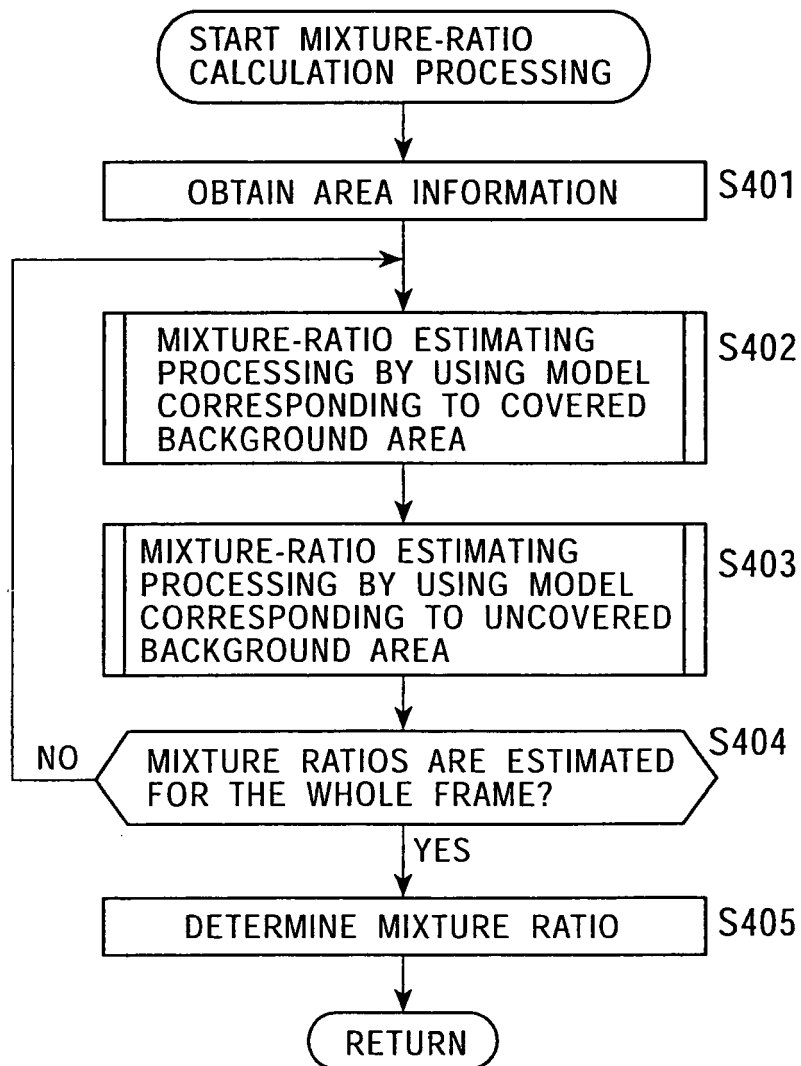 START MIXTURE-RATIO
CALCULATION PROCESSING
OBTAIN AREA INFORMATION
S401
MIXTURE-RATIO ESTIMATING
PROCESSING BY USING MODEL
CORRESPONDING TO COVERED
BACKGROUND AREA
S402
MIXTURE-RATIO ESTIMATING
PROCESSING BY USING MODEL
CORRESPONDING TO UNCOVERED
BACKGROUND AREA
S403
NO
MIXTURE RATIOS ARE ESTIMATED
FOR THE WHOLE FRAME?
S404
YES
DETERMINE MIXTURE RATIO
S405
RETURN